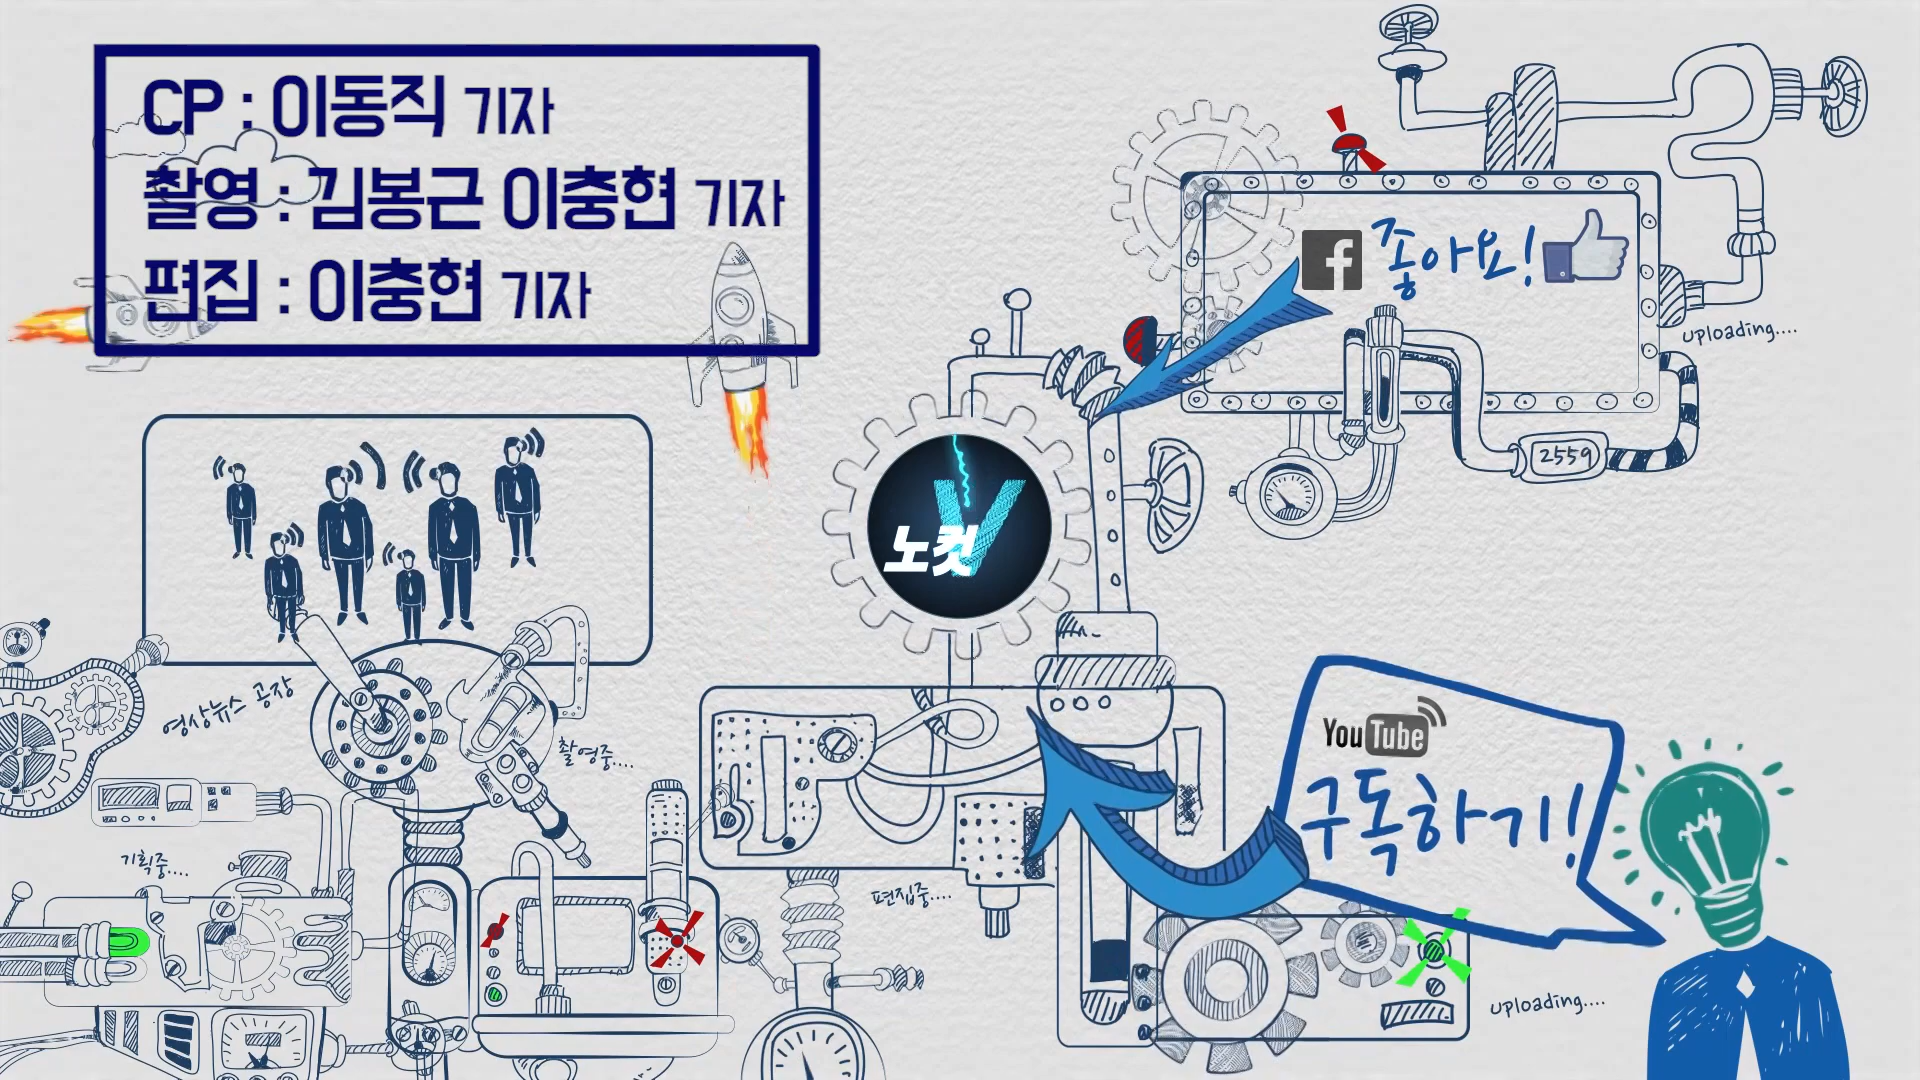 CP : 이동직 기자
촬영 : 김봉근 이충현 기자
편집 : 이충현 기자
좋아요!
uploading....
2559
노컷V
영상뉴스 공장
촬영중....
기획중....
편집중....
YouTube
구독하기!
uploading....